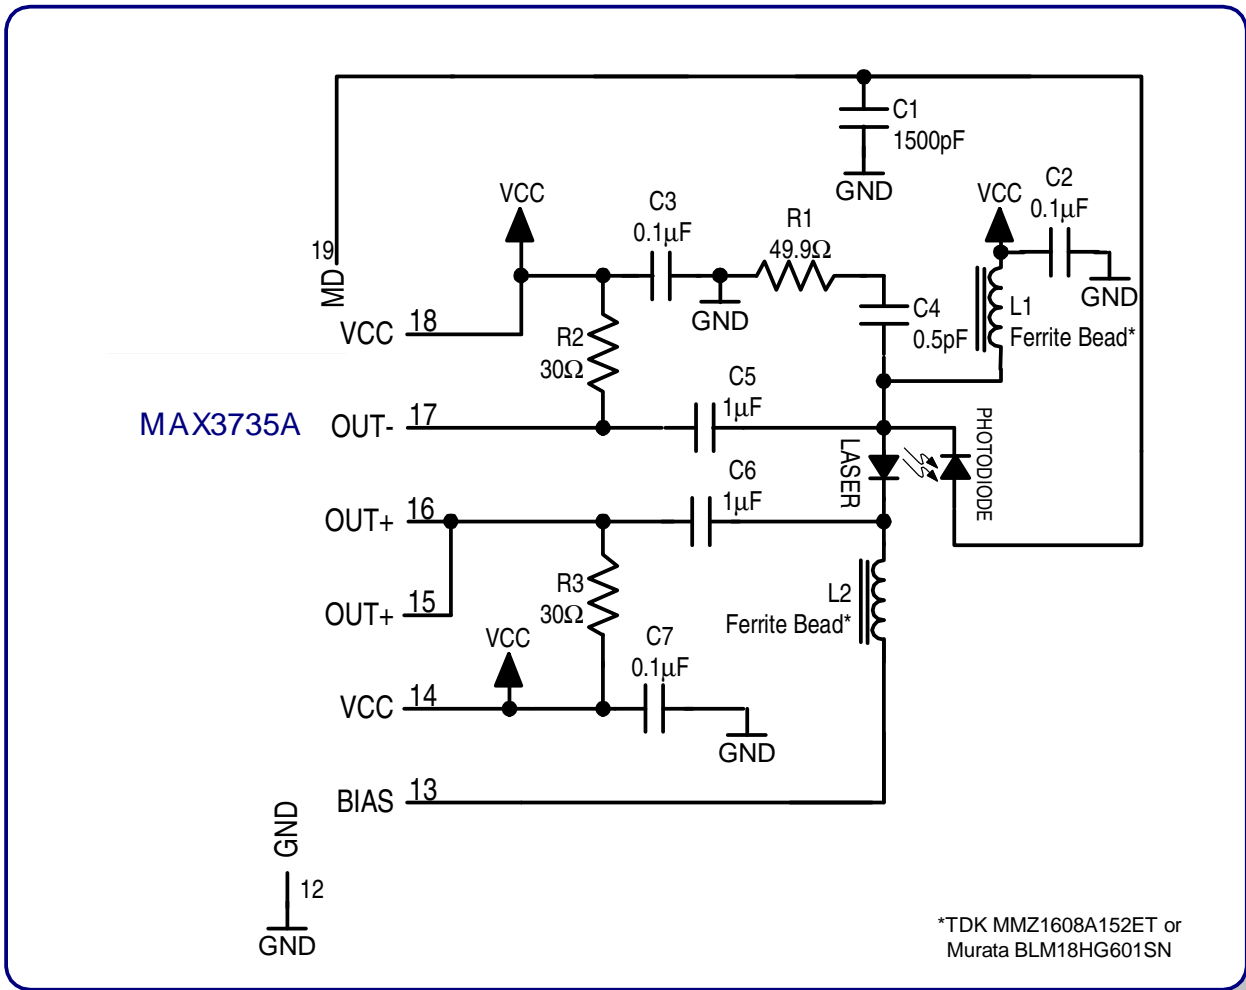 C1
1500pF
GND
VCC
C3
0.1µF
R1
49.9Ω
VCC
C2
0.1µF
GND
19
MD
VCC 18
GND
C4
0.5pF
L1
Ferrite Bead*
R2
30Ω
MAX3735A
OUT- 17
C5
1µF
LASER
PHOTODIODE
OUT+ 16
C6
1µF
OUT+ 15
R3
30Ω
L2
Ferrite Bead*
VCC
C7
0.1µF
VCC 14
GND
BIAS 13
GND
12
GND
*TDK MMZ1608A152ET or
Murata BLM18HG601SN